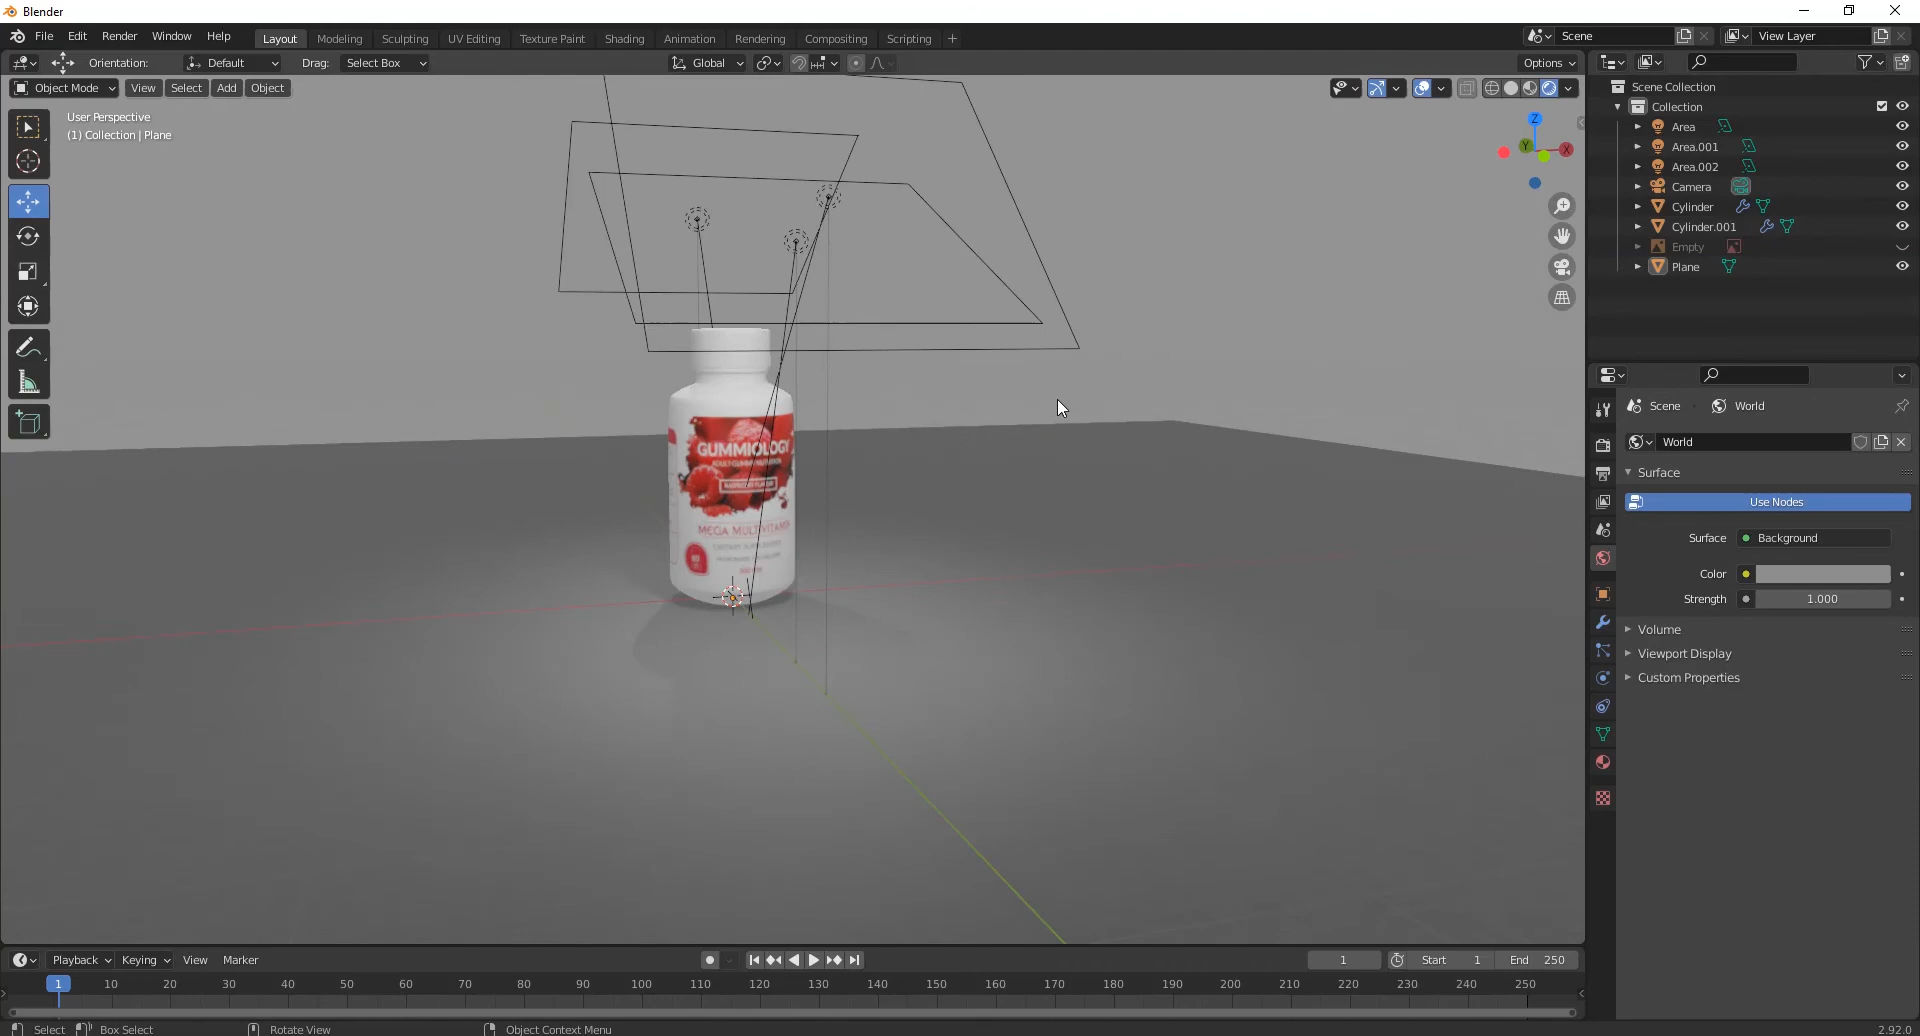 Blender
File Edit Render Window Help
Layout Modeling Sculpting UV Editing Texture Paint Shading Animation Rendering Compositing Scripting +
Scene
View Layer
Orientation: Default Drag: Select Box
Global
Options
Object Mode View Select Add Object
User Perspective
(1) Collection | Plane
Z
Y
X
Scene Collection
Collection
Area
Area.001
Area.002
Camera
Cylinder
Cylinder.001
Empty
Plane
GUMMIOLOGY
ADULT GUMMY NUTRITION
RASPBERRY FLAVOR
MEGA MULTIVITAMIN
Scene World
World
Surface
Use Nodes
Surface Background
Color
Strength 1.000
Volume
Viewport Display
Custom Properties
Playback Keying View Marker
1 Start 1 End 250
1 10 20 30 40 50 60 70 80 90 100 110 120 130 140 150 160 170 180 190 200 210 220 230 240 250
Select Box Select Rotate View Object Context Menu
2.92.0